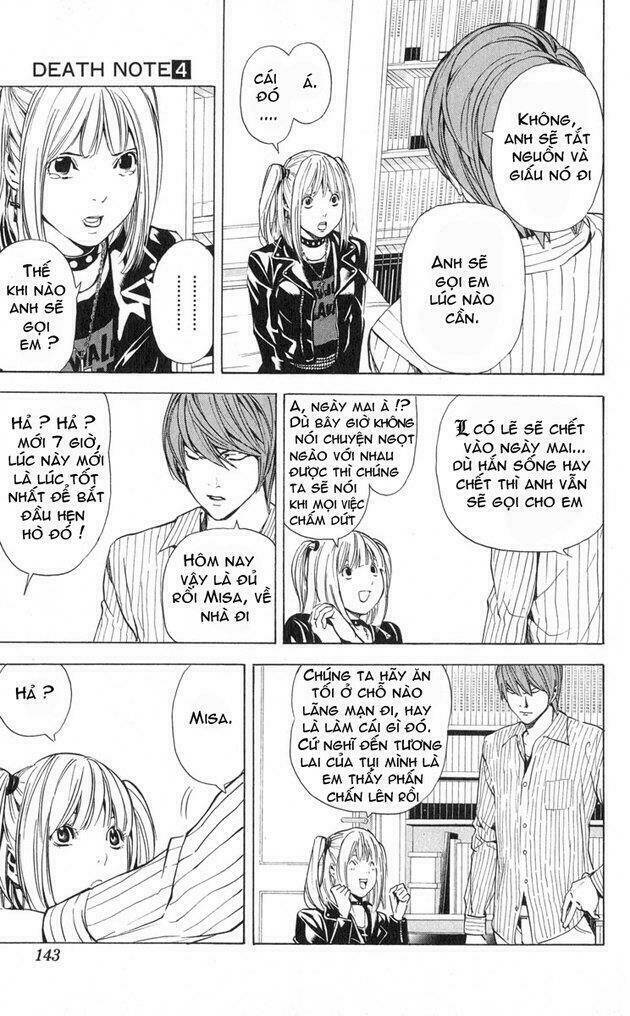 DEATH NOTE 4
KHÔNG,
ANH SẼ TẮT
NGUỒN VÀ
GIẤU NÓ ĐI
Á.
CÁI
ĐÓ
....
ANH SẼ
GỌI EM
LÚC NÀO
CẦN.
........
THẾ
KHI NÀO
ANH SẼ
GỌI
EM ?
L CÓ LẼ SẼ CHẾT
VÀO NGÀY MAI...
DÙ HẮN SỐNG HAY
CHẾT THÌ ANH VẪN
SẼ GỌI CHO EM
A, NGÀY MAI À !?
DÙ BÂY GIỜ KHÔNG
NÓI CHUYỆN NGỌT
NGÀO VỚI NHAU
ĐƯỢC THÌ CHÚNG
TA SẼ NÓI
KHI MỌI VIỆC
CHẤM DỨT
HÔM NAY
VẬY LÀ ĐỦ
RỒI MISA, VỀ
NHÀ ĐI
HẢ ? HẢ ?
MỚI 7 GIỜ,
LÚC NÀY MỚI
LÀ LÚC TỐT
NHẤT ĐỂ BẮT
ĐẦU HẸN
HÒ ĐÓ !
CHÚNG TA HÃY ĂN
TỐI Ở CHỖ NÀO
LÃNG MẠN ĐI, HAY
LÀ LÀM CÁI GÌ ĐÓ.
CỨ NGHĨ ĐẾN TƯƠNG
LAI CỦA TỤI MÌNH LÀ
EM THẤY PHẤN
CHẤN LÊN RỒI
MISA.
HẢ ?
143